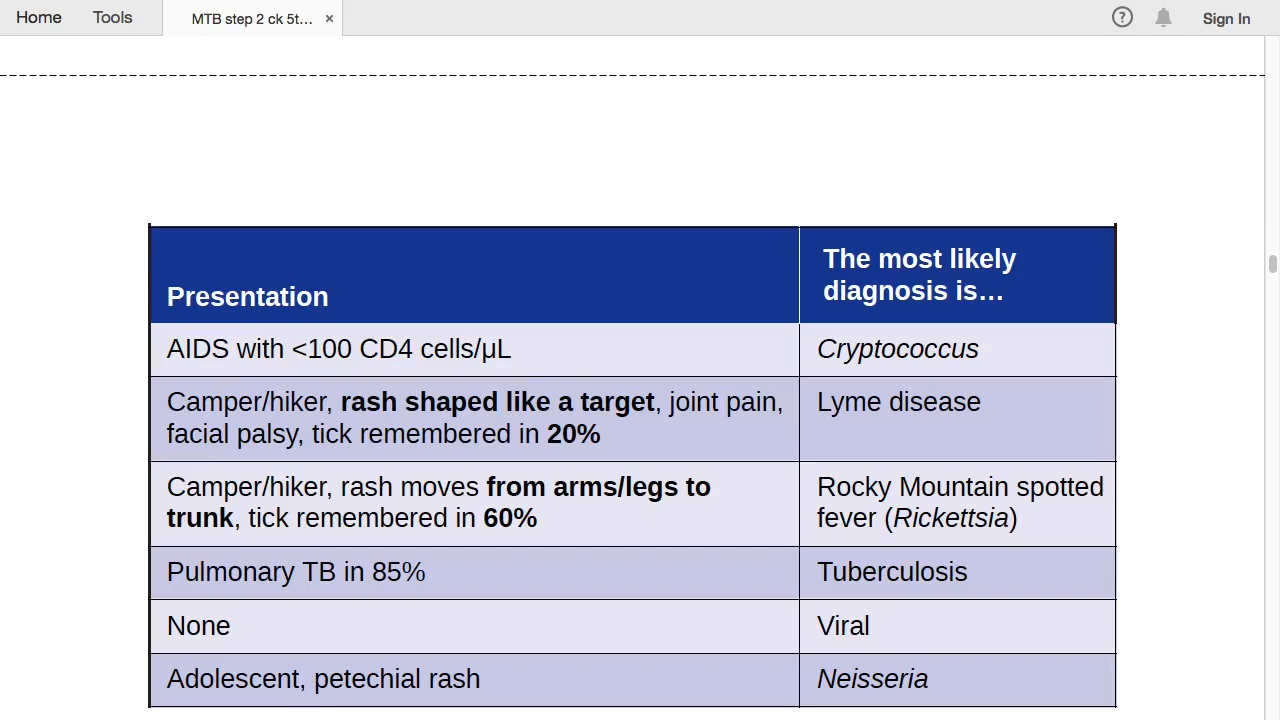 Home Tools MTB step 2 ck 5t... × ? Sign In
Presentation
The most likely
diagnosis is…
AIDS with <100 CD4 cells/μL
Cryptococcus
Camper/hiker, rash shaped like a target, joint pain,
facial palsy, tick remembered in 20%
Lyme disease
Camper/hiker, rash moves from arms/legs to
trunk, tick remembered in 60%
Rocky Mountain spotted
fever (Rickettsia)
Pulmonary TB in 85%
Tuberculosis
None
Viral
Adolescent, petechial rash
Neisseria